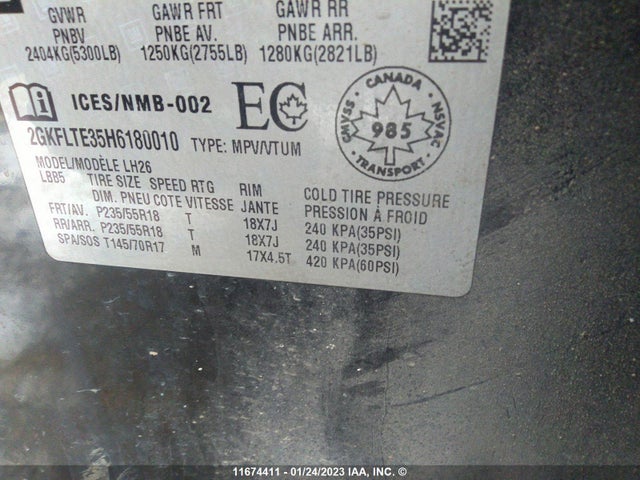 GVWR GAWR FRT GAWR RR
PNBV PNBE AV. PNBE ARR.
2404KG(5300LB) 1250KG(2755LB) 1280KG(2821LB)
ICES/NMB-002 EC
CANADA
CMVSS 985 NSVAC
TRANSPORT
2GKFLTE35H6180010 TYPE: MPV/VTUM
MODEL/MODÈLE LH26
LBB5 TIRE SIZE SPEED RTG RIM COLD TIRE PRESSURE
DIM. PNEU COTE VITESSE JANTE PRESSION À FROID
FRT/AV. P235/55R18 T 18X7J 240 KPA(35PSI)
RR/ARR. P235/55R18 T 18X7J 240 KPA(35PSI)
SPA/SOS T145/70R17 M 17X4.5T 420 KPA(60PSI)
11674411 - 01/24/2023 IAA, INC. ©